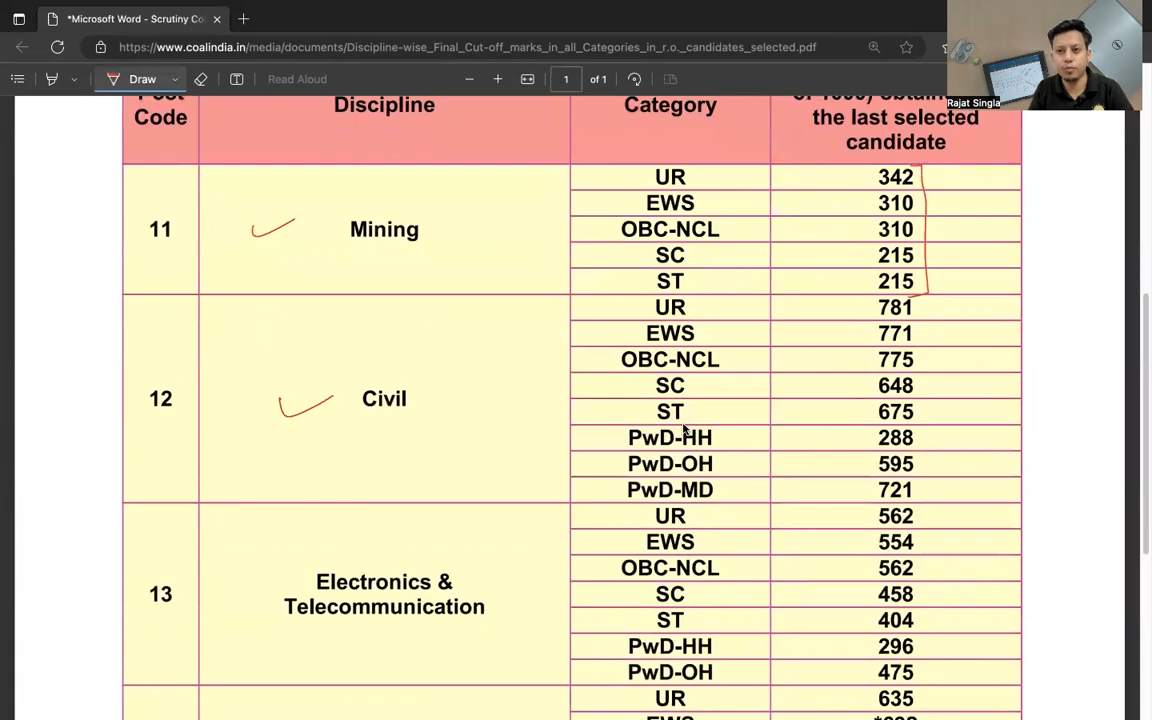 *Microsoft Word - Scrutiny Co
https://www.coalindia.in/media/documents/Discipline-wise_Final_Cut-off_marks_in_all_Categories_in_r.o._candidates_selected.pdf
Draw
Read Aloud
1
of 1
Rajat Singla
Post
Code
Discipline
Category
the last selected
candidate
11
Mining
UR 342
EWS 310
OBC-NCL 310
SC 215
ST 215
12
Civil
UR 781
EWS 771
OBC-NCL 775
SC 648
ST 675
PwD-HH 288
PwD-OH 595
PwD-MD 721
13
Electronics &
Telecommunication
UR 562
EWS 554
OBC-NCL 562
SC 458
ST 404
PwD-HH 296
PwD-OH 475
UR 635
EWS